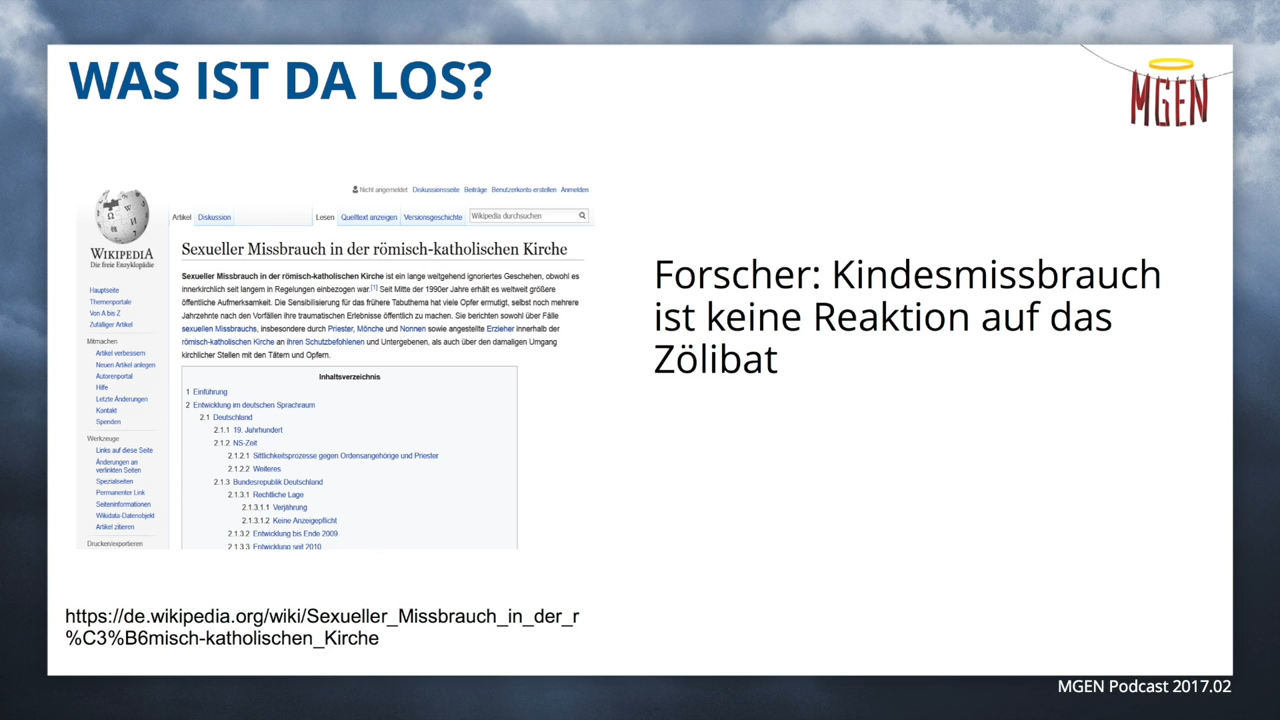 WAS IST DA LOS?
MGEN
Nicht angemeldet Diskussionsseite Beiträge Benutzerkonto erstellen Anmelden
Artikel Diskussion Lesen Quelltext anzeigen Versionsgeschichte Wikipedia durchsuchen
WIKIPEDIA
Die freie Enzyklopädie
Hauptseite
Themenportale
Von A bis Z
Zufälliger Artikel
Mitmachen
Artikel verbessern
Neuen Artikel anlegen
Autorenportal
Hilfe
Letzte Änderungen
Kontakt
Spenden
Werkzeuge
Links auf diese Seite
Änderungen an
verlinkten Seiten
Spezialseiten
Permanenter Link
Seiteninformationen
Wikidata-Datenobjekt
Artikel zitieren
Drucken/exportieren
Sexueller Missbrauch in der römisch-katholischen Kirche
Sexueller Missbrauch in der römisch-katholischen Kirche ist ein lange weitgehend ignoriertes Geschehen, obwohl es
innerkirchlich seit langem in Regelungen einbezogen war.[1] Seit Mitte der 1990er Jahre erhält es weltweit größere
öffentliche Aufmerksamkeit. Die Sensibilisierung für das frühere Tabuthema hat viele Opfer ermutigt, selbst noch mehrere
Jahrzehnte nach den Vorfällen ihre traumatischen Erlebnisse öffentlich zu machen. Sie berichten sowohl über Fälle
sexuellen Missbrauchs, insbesondere durch Priester, Mönche und Nonnen sowie angestellte Erzieher innerhalb der
römisch-katholischen Kirche an ihren Schutzbefohlenen und Untergebenen, als auch über den damaligen Umgang
kirchlicher Stellen mit den Tätern und Opfern.
Inhaltsverzeichnis
1 Einführung
2 Entwicklung im deutschen Sprachraum
2.1 Deutschland
2.1.1 19. Jahrhundert
2.1.2 NS-Zeit
2.1.2.1 Sittlichkeitsprozesse gegen Ordensangehörige und Priester
2.1.2.2 Weiteres
2.1.3 Bundesrepublik Deutschland
2.1.3.1 Rechtliche Lage
2.1.3.1.1 Verjährung
2.1.3.1.2 Keine Anzeigepflicht
2.1.3.2 Entwicklung bis Ende 2009
2.1.3.3 Entwicklung seit 2010
Forscher: Kindesmissbrauch
ist keine Reaktion auf das
Zölibat
https://de.wikipedia.org/wiki/Sexueller_Missbrauch_in_der_r
%C3%B6misch-katholischen_Kirche
MGEN Podcast 2017.02